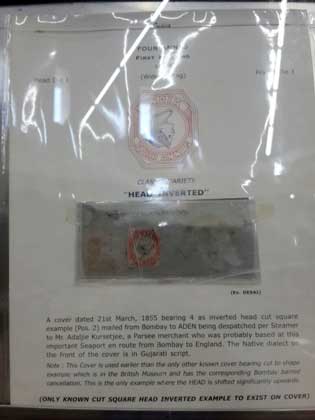 India
FOUR ANNAS
FIRST PRINTING
Head Die I
CLASSIC VARIETY
"HEAD INVERTED"
(Ex. DESAI)
A cover dated 21st March, 1855 bearing 4 as inverted head cut square
example (Pos. 2) mailed from Bombay to ADEN being despatched per Steamer
to Mr. Adaljie Kursetjee, a Parsee merchant who was probably based at this
important Seaport en route from Bombay to England. The Native dialect on
the front of the cover is in Gujarati script.
Note : This Cover is used earlier than the only other known cover bearing cut to shape
example which is in the British Museum and has the corresponding Bombay barred
cancellation. This is the only example where the HEAD is shifted significantly upwards.
(ONLY KNOWN CUT SQUARE HEAD INVERTED EXAMPLE TO EXIST ON COVER)